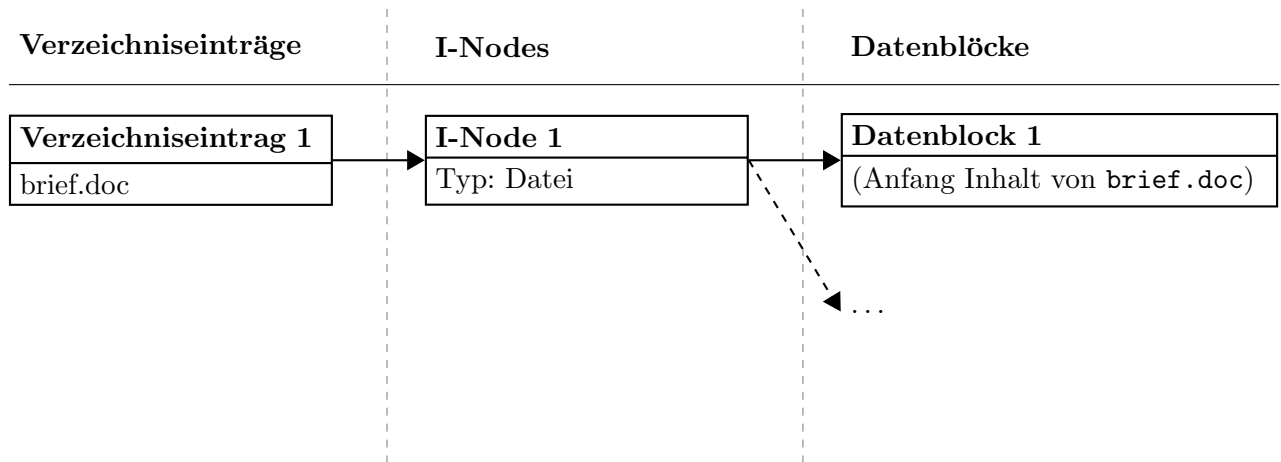 Verzeichniseinträge
I-Nodes
Datenblöcke
Verzeichniseintrag 1
brief.doc
I-Node 1
Typ: Datei
Datenblock 1
(Anfang Inhalt von brief.doc)
...